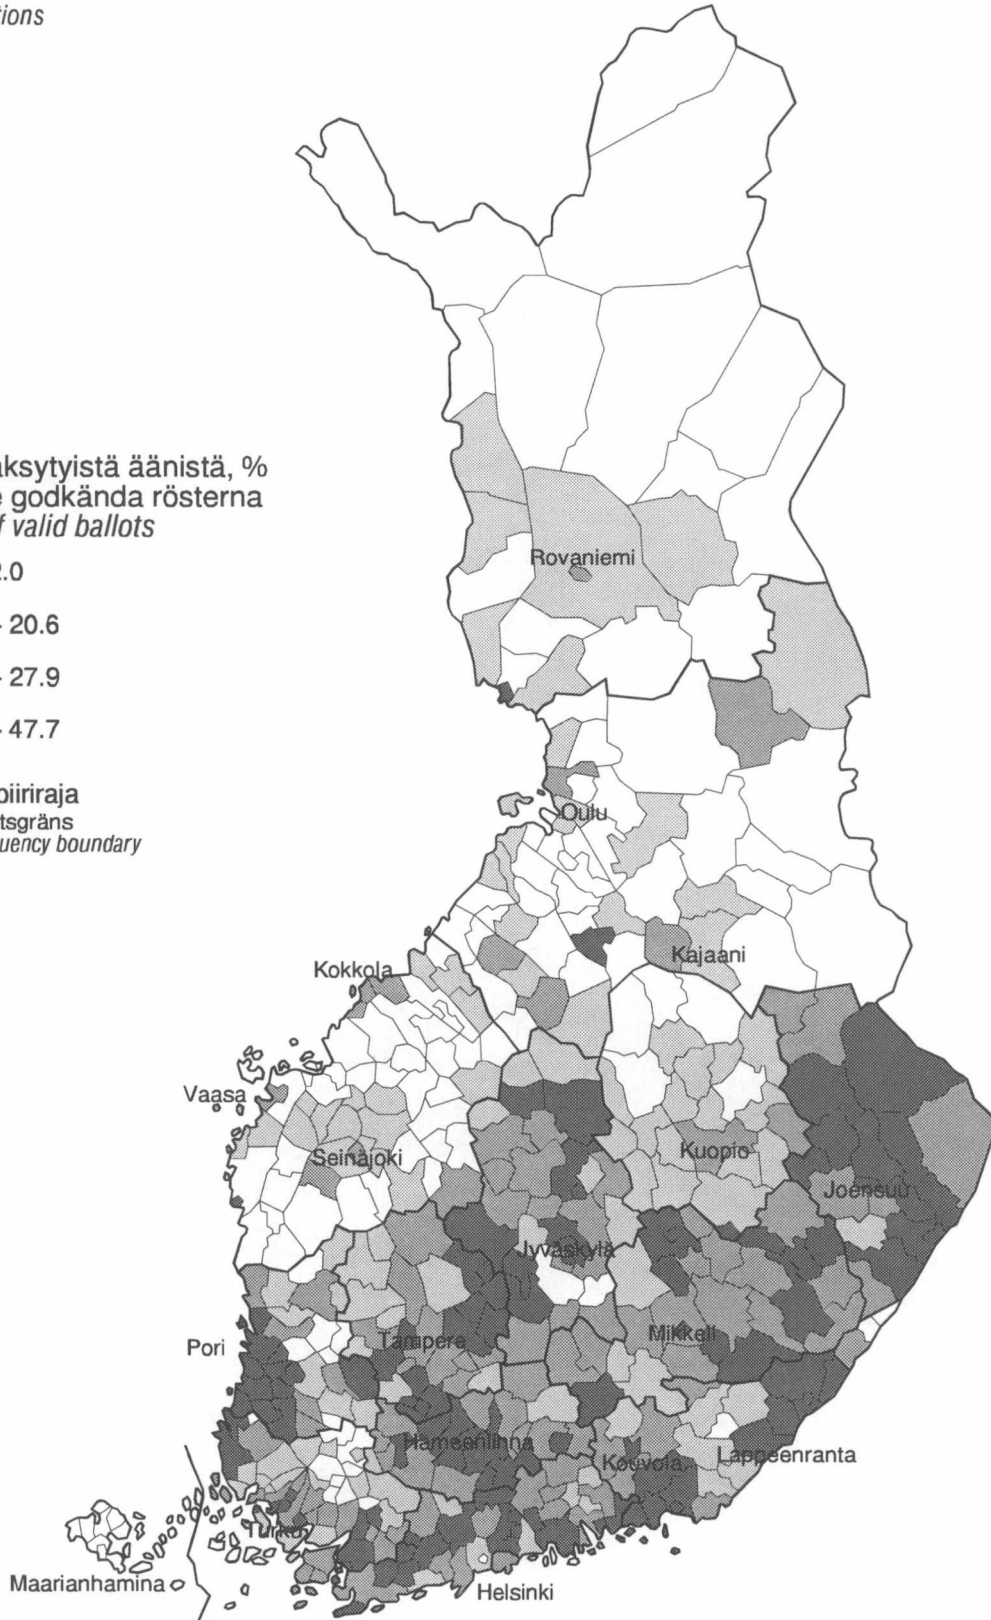 tions
aksytyistä äänistä, %
e godkända rösterna
f valid ballots
2.0
- 20.6
- 27.9
- 47.7
piiriraja
tsgräns
uency boundary
Rovaniemi
Oulu
Kajaani
Kokkola
Vaasa
Seinäjoki
Kuopio
Joensuu
Jyväskylä
Pori
Tampere
Mikkeli
Hämeenlinna
Kouvola
Lappeenranta
Turku
Maarianhamina
Helsinki